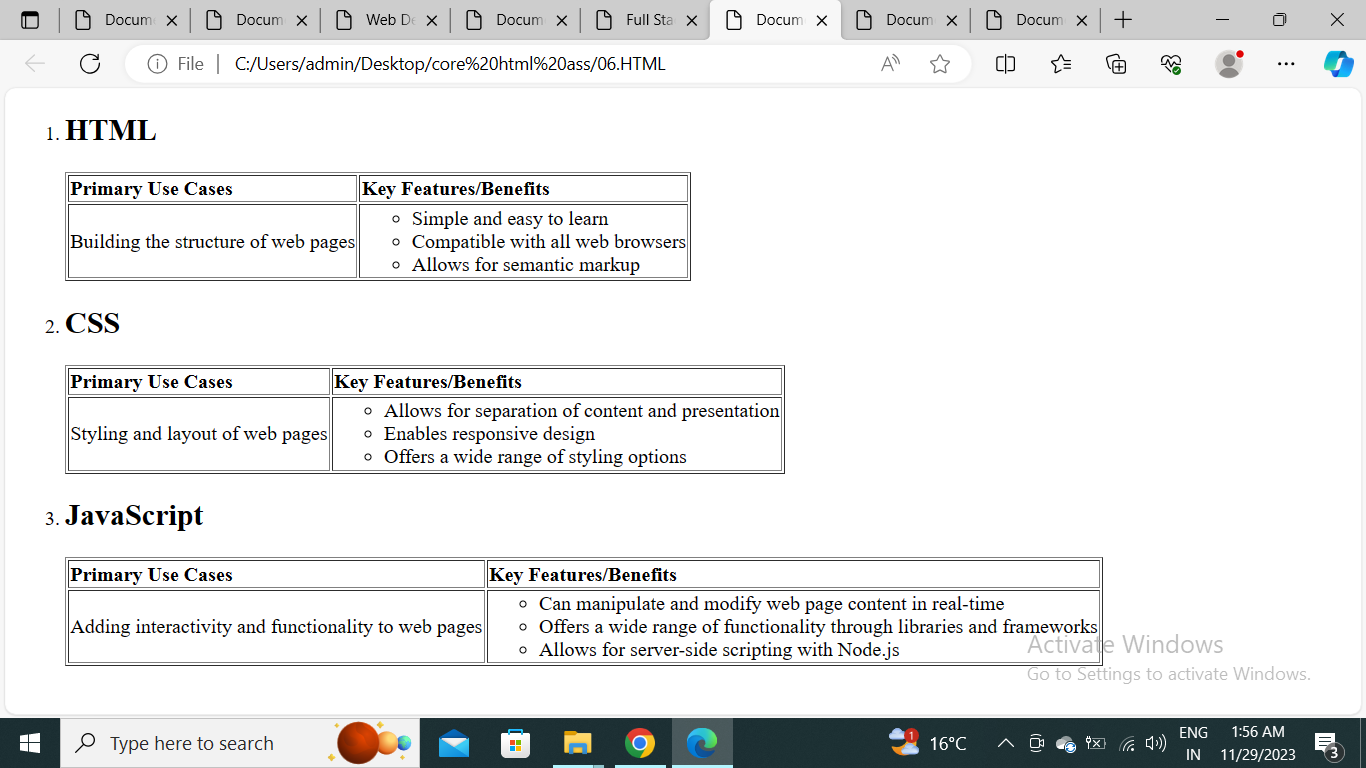 Docum
Docum
Web De
Docum
Full Sta
Docum
Docum
Docum
File
C:/Users/admin/Desktop/core%20html%20ass/06.HTML
1. HTML
Primary Use Cases
Key Features/Benefits
Building the structure of web pages
Simple and easy to learn
Compatible with all web browsers
Allows for semantic markup
2. CSS
Primary Use Cases
Key Features/Benefits
Styling and layout of web pages
Allows for separation of content and presentation
Enables responsive design
Offers a wide range of styling options
3. JavaScript
Primary Use Cases
Key Features/Benefits
Adding interactivity and functionality to web pages
Can manipulate and modify web page content in real-time
Offers a wide range of functionality through libraries and frameworks
Allows for server-side scripting with Node.js
Activate Windows
Go to Settings to activate Windows.
Type here to search
1
16°C
ENG
IN
1:56 AM
11/29/2023
3